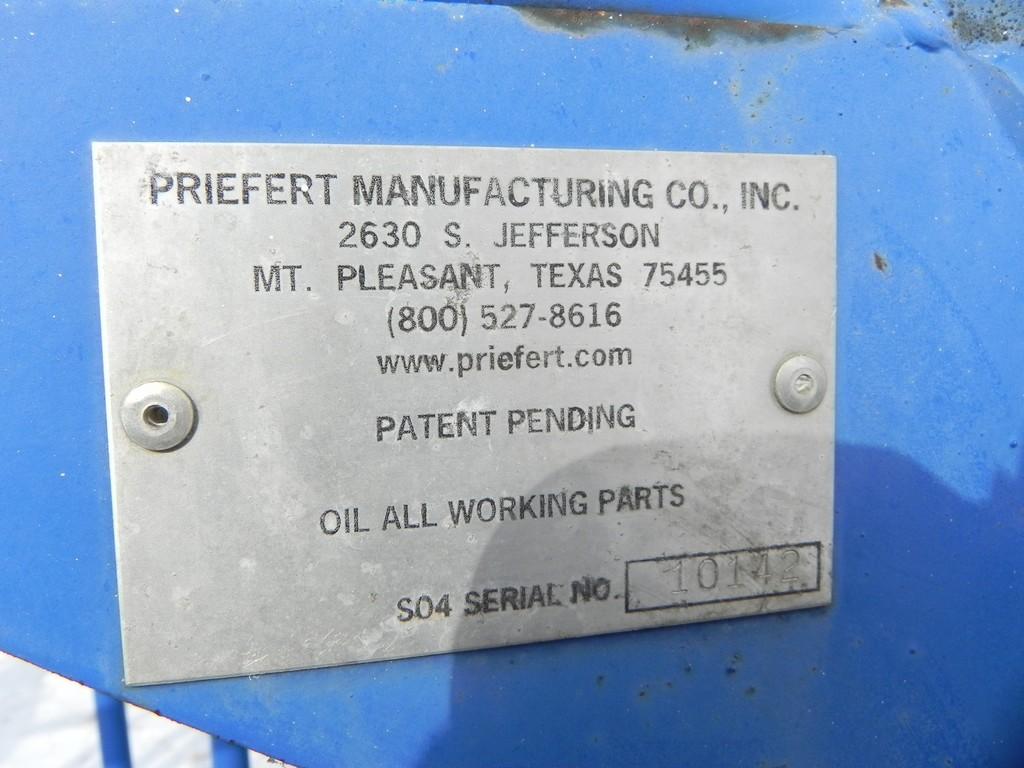 PRIEFERT MANUFACTURING CO., INC.
2630 S. JEFFERSON
MT. PLEASANT, TEXAS 75455
(800) 527-8616
www.priefert.com
PATENT PENDING
OIL ALL WORKING PARTS
S04 SERIAL NO. 10142